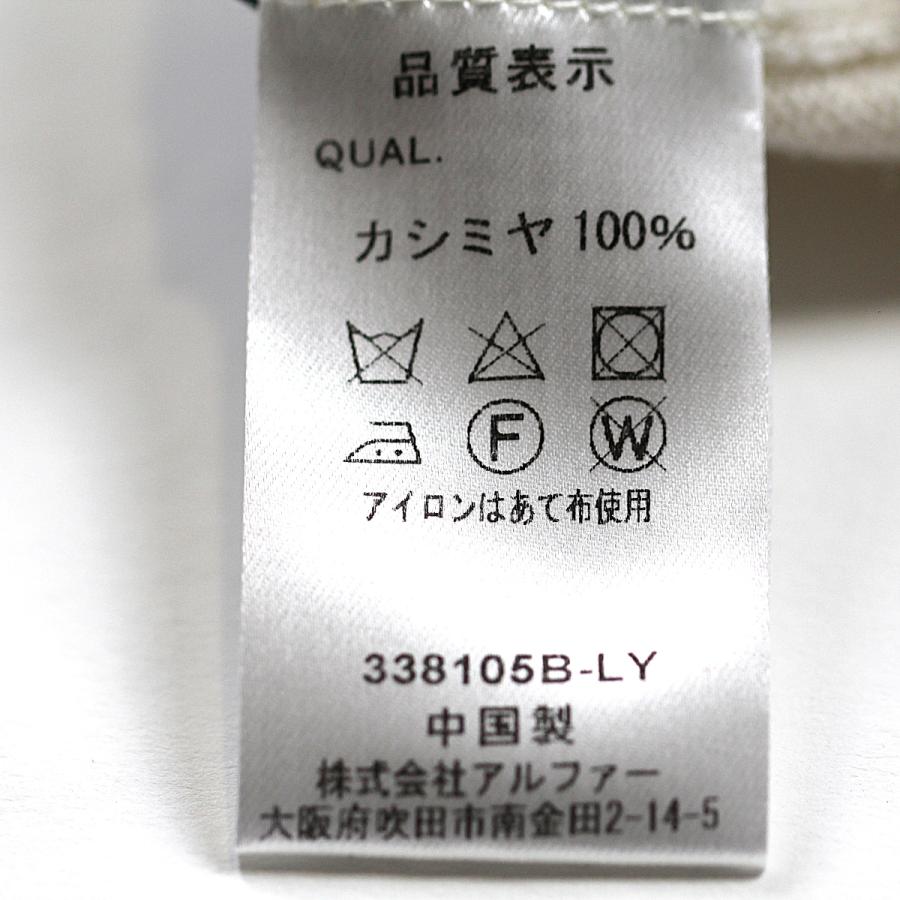 品質表示
QUAL.
カシミヤ 100%
F W
アイロンはあて布使用
338105B-LY
中国製
株式会社アルファー
大阪府吹田市南金田2-14-5